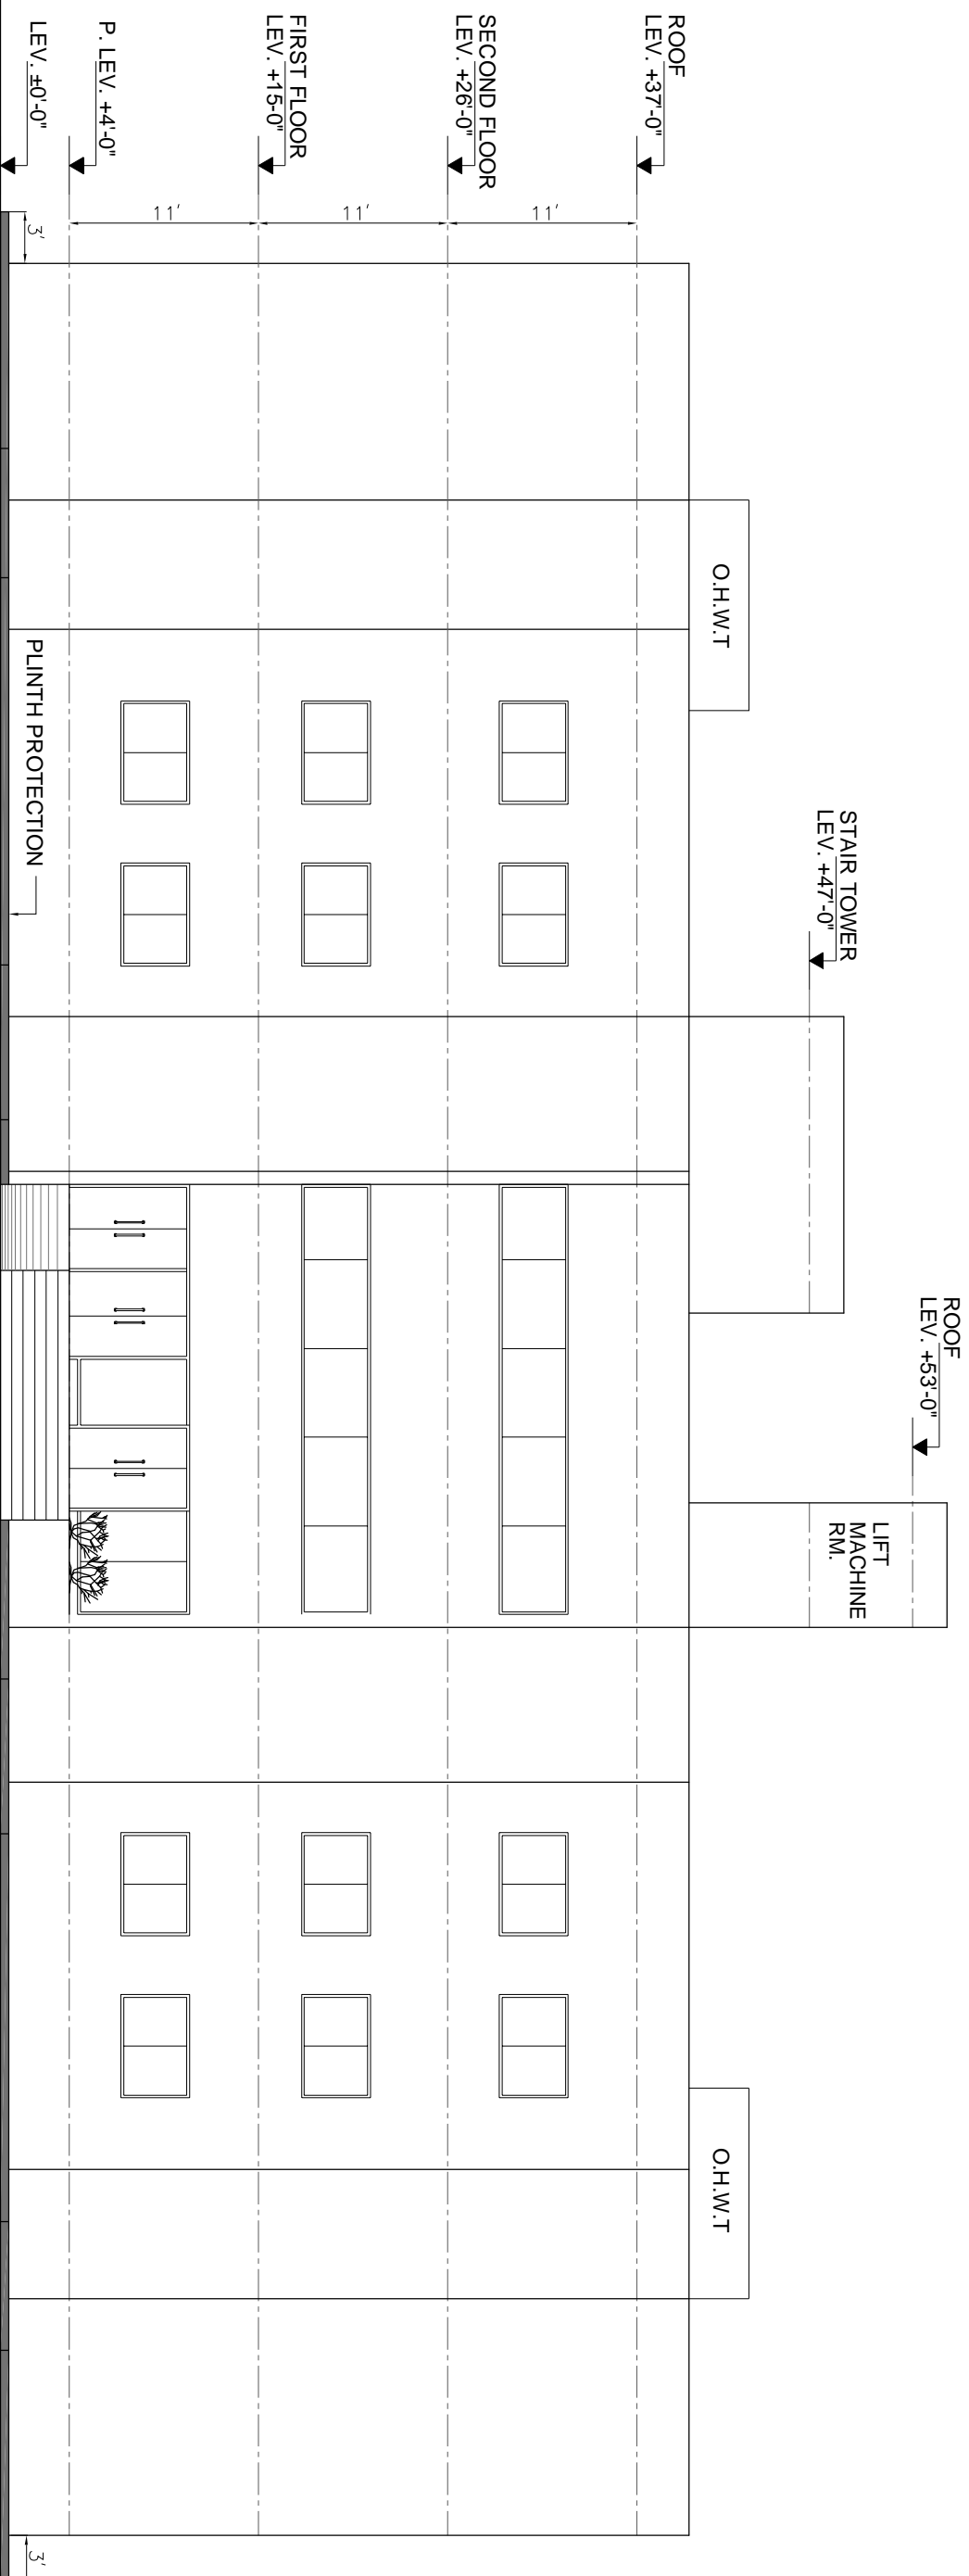 ROOF
LEV. +53'-0"
STAIR TOWER
LEV. +47'-0"
LIFT
MACHINE
RM.
O.H.W.T
O.H.W.T
ROOF
LEV. +37'-0"
11'
SECOND FLOOR
LEV. +26'-0"
11'
FIRST FLOOR
LEV. +15-0"
11'
P. LEV. +4'-0"
LEV. ±0'-0"
3'
PLINTH PROTECTION
3'